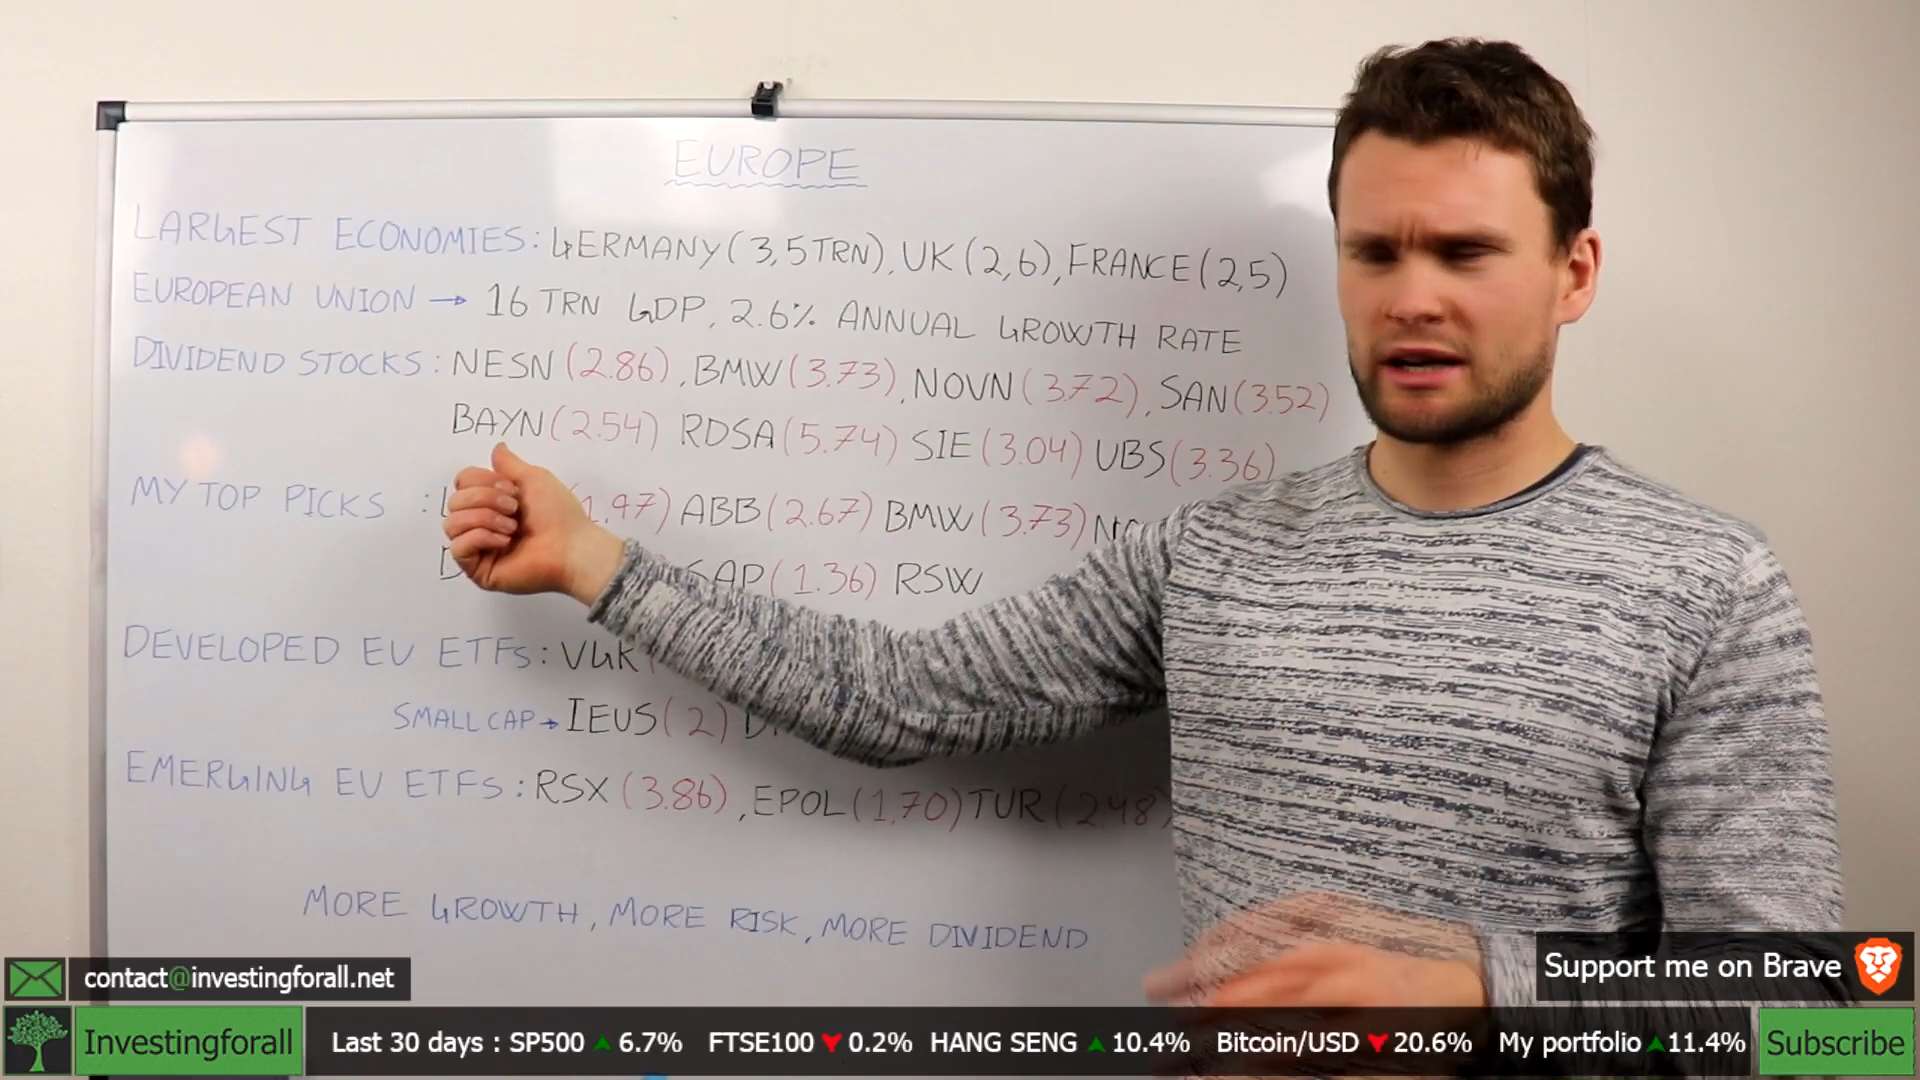 EUROPE
LARGEST ECONOMIES: GERMANY (3,5TRN), UK (2,6), FRANCE (2,5)
EUROPEAN UNION → 16 TRN GDP, 2.6% ANNUAL GROWTH RATE
DIVIDEND STOCKS: NESN (2.86), BMW (3.73), NOVN (3.72), SAN (3.52)
BAYN (2.54) RDSA (5.74) SIE (3.04) UBS (3.36)
MY TOP PICKS : 1.97) ABB (2.67) BMW (3.73)
SAP (1.36) RSW
DEVELOPED EU ETFS: VGK
SMALL CAP → IEUS (2)
EMERGING EU ETFS: RSX (3.86), EPOL (1,70) TUR (2.48)
MORE GROWTH, MORE RISK, MORE DIVIDEND
contact@investingforall.net
Support me on Brave
Investingforall Last 30 days : SP500 ▲ 6.7% FTSE100 ▼ 0.2% HANG SENG ▲ 10.4% Bitcoin/USD ▼ 20.6% My portfolio ▲ 11.4% Subscribe